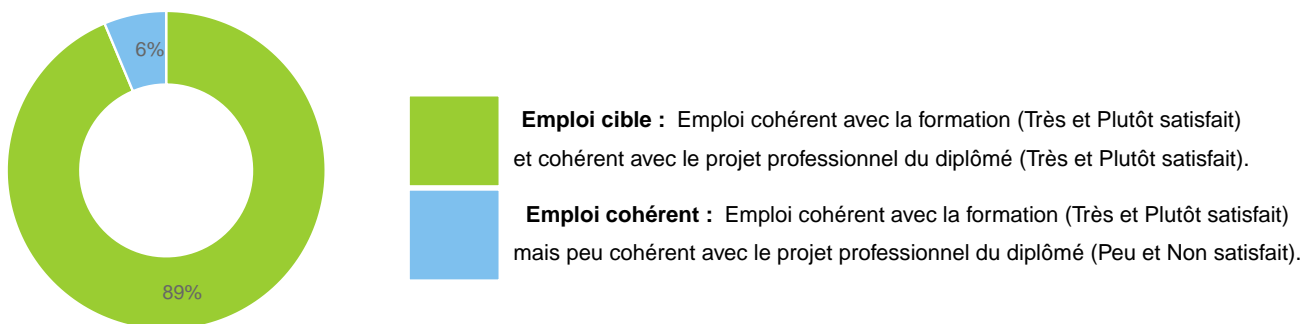 6%
89%
Emploi cible : Emploi cohérent avec la formation (Très et Plutôt satisfait)
et cohérent avec le projet professionnel du diplômé (Très et Plutôt satisfait).
Emploi cohérent : Emploi cohérent avec la formation (Très et Plutôt satisfait)
mais peu cohérent avec le projet professionnel du diplômé (Peu et Non satisfait).